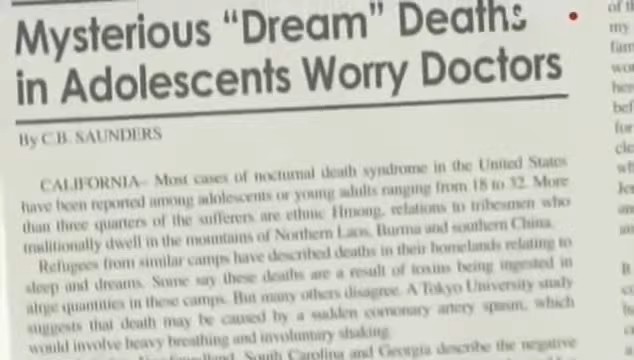 Mysterious "Dream" Deaths
in Adolescents Worry Doctors
By C.B. SAUNDERS
CALIFORNIA– Most cases of nocturnal death syndrome in the United States
have been reported among adolescents or young adults ranging from 18 to 32. More
than three quarters of the sufferers are ethnic Hmong, relations to tribesmen who
traditionally dwell in the mountains of Northern Laos, Burma and southern China.
Refugees from similar camps have described deaths in their homelands relating to
sleep and dreams. Some say these deaths are a result of toxins being ingested in
alrge quantities in these camps. But many others disagree. A Tokyo University study
suggests that death may be caused by a sudden comonary artery spasm, which
would involve heavy breathing and involuntary shaking.
South Carolina and Georgia describe the negative
of th
my